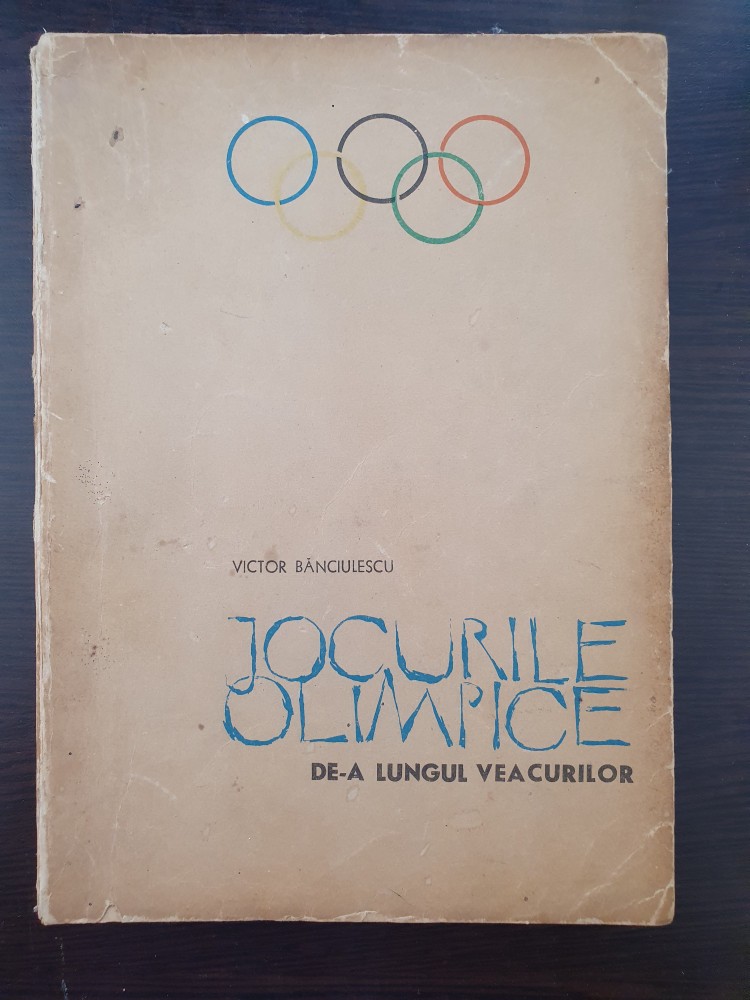 VICTOR BĂNCIULESCU
JOCURILE
OLIMPICE
DE-A LUNGUL VEACURILOR